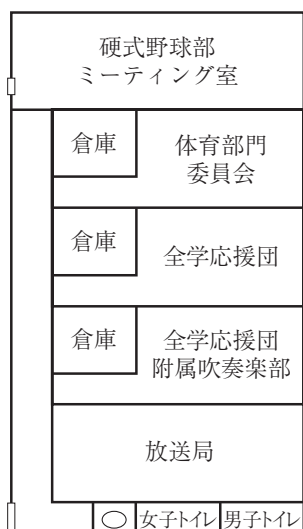 硬式野球部
ミーティング室
倉庫
体育部門
委員会
倉庫
全学応援団
倉庫
全学応援団
附属吹奏楽部
放送局
女子トイレ
男子トイレ